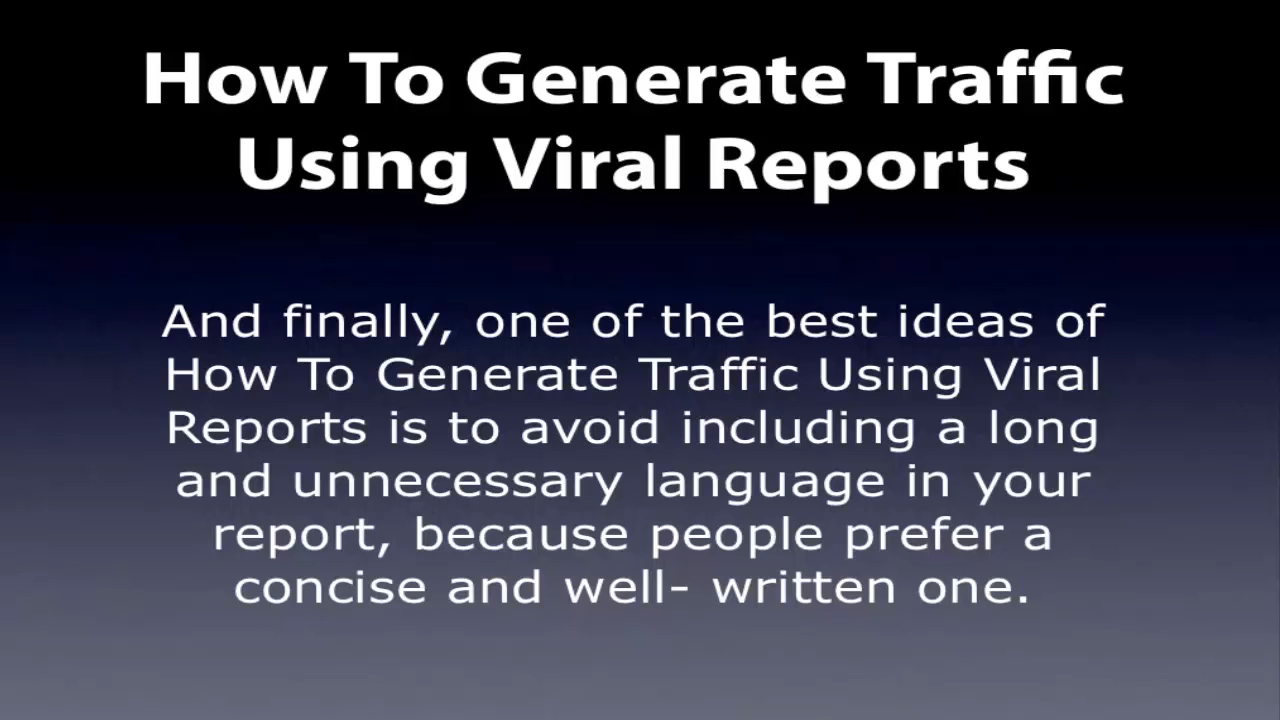 How To Generate Traffic
Using Viral Reports
And finally, one of the best ideas of
How To Generate Traffic Using Viral
Reports is to avoid including a long
and unnecessary language in your
report, because people prefer a
concise and well- written one.